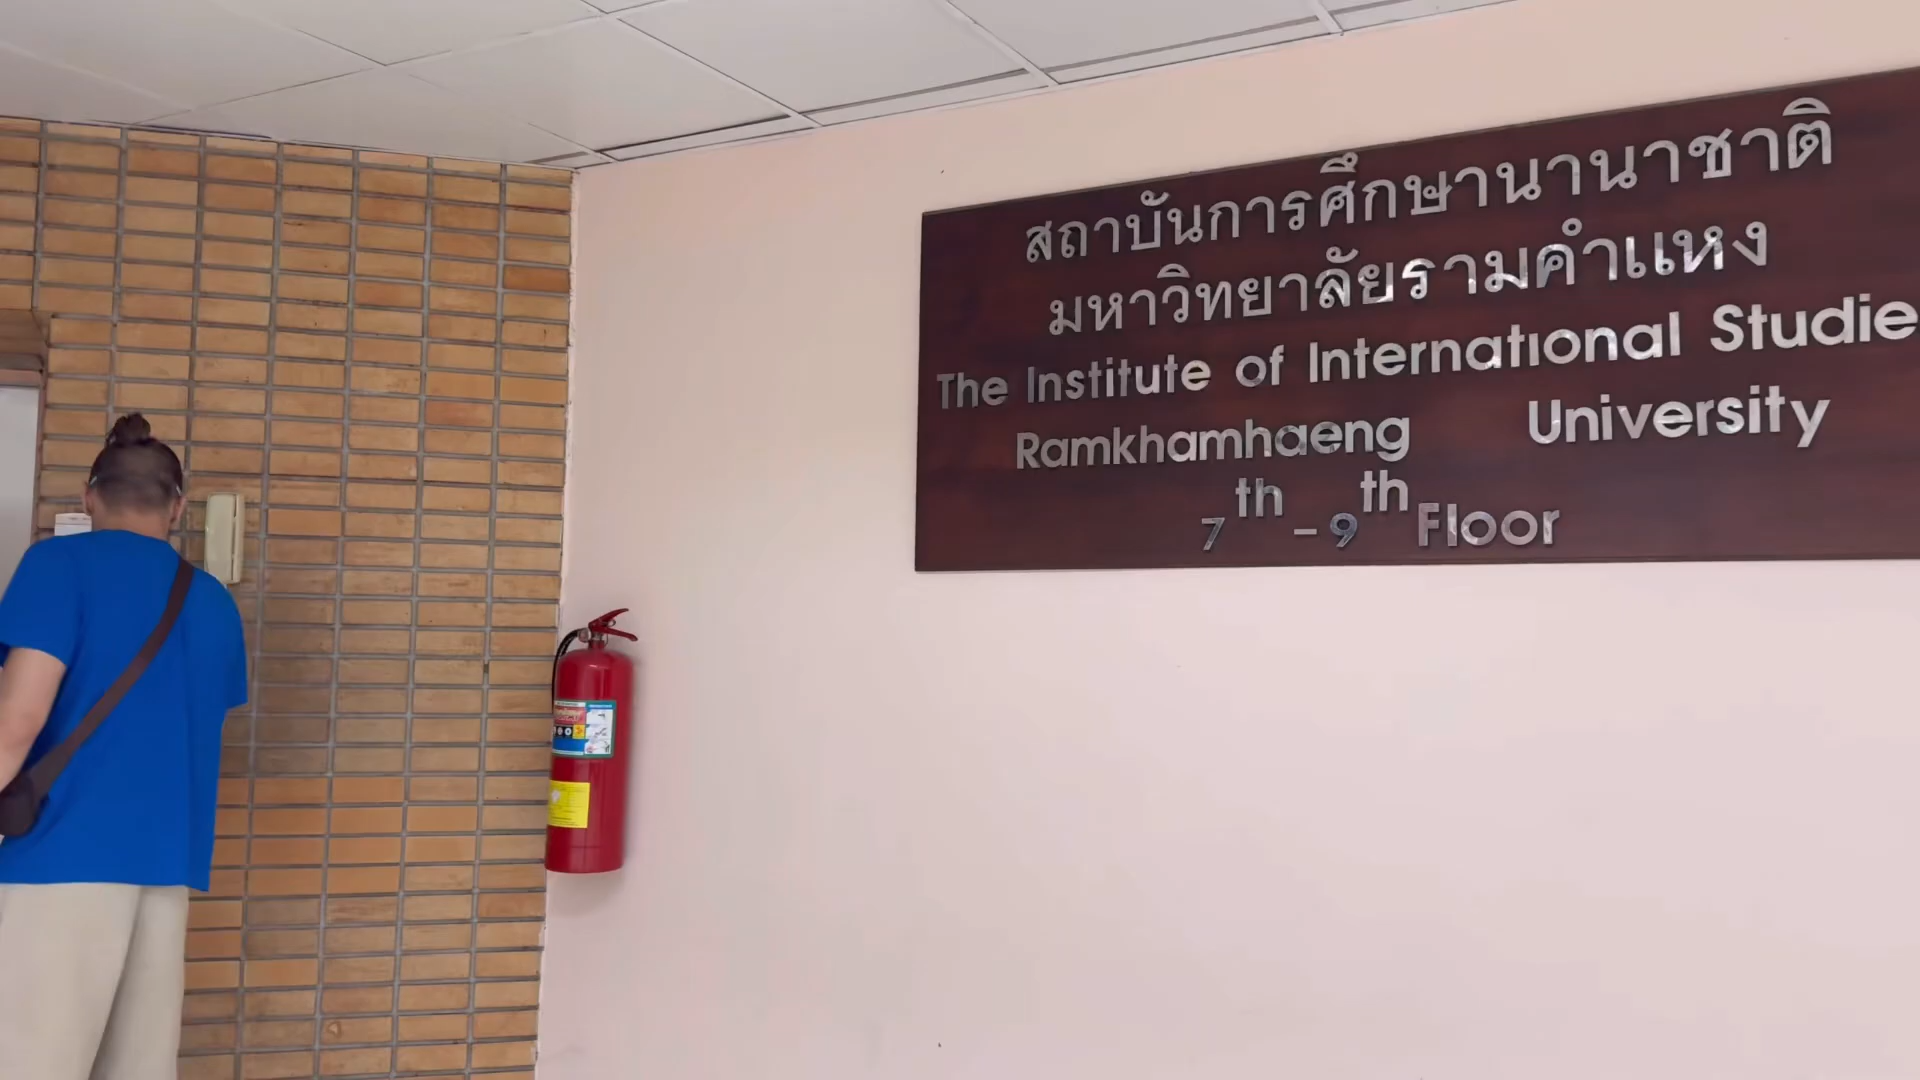 สถาบันการศึกษานานาชาติ
มหาวิทยาลัยรามคำแหง
The Institute of International Studie
Ramkhamhaeng University
7th - 9th Floor